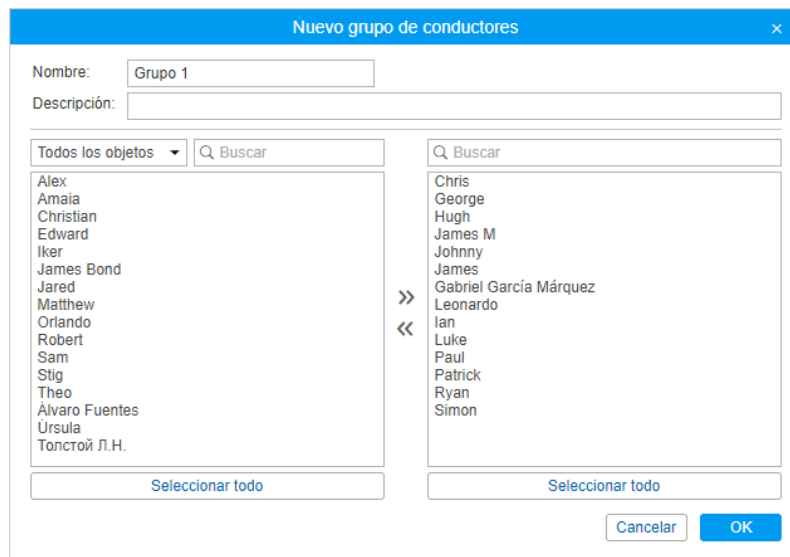 Nuevo grupo de conductores
×
Nombre: Grupo 1
Descripción:
Todos los objetos Buscar
Alex
Amaia
Christian
Edward
Iker
James Bond
Jared
Matthew
Orlando
Robert
Sam
Stig
Theo
Álvaro Fuentes
Úrsula
Толстой Л.Н.
Seleccionar todo
»
«
Buscar
Chris
George
Hugh
James M
Johnny
James
Gabriel García Márquez
Leonardo
Ian
Luke
Paul
Patrick
Ryan
Simon
Seleccionar todo
Cancelar OK